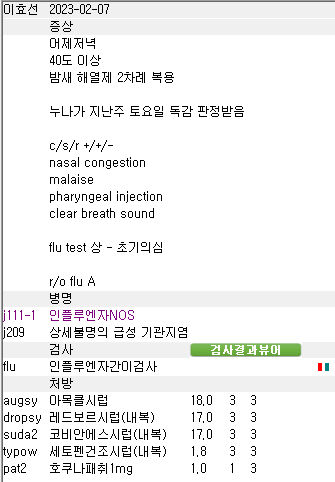 이효선 2023-02-07
증상
어제저녁
40도 이상
밤새 해열제 2차례 복용
누나가 지난주 토요일 독감 판정받음
c/s/r +/+/-
nasal congestion
malaise
pharyngeal injection
clear breath sound
flu test 상 - 초기의심
r/o flu A
병명
j111-1 인플루엔자NOS
j209 상세불명의 급성 기관지염
검사 검사결과뷰어
flu 인플루엔자간이검사
처방
augsy 아목클시럽 18.0 3 3
dropsy 레드보르시럽(내복) 17.0 3 3
suda2 코비안에스시럽(내복) 17.0 3 3
typow 세토펜건조시럽(내복) 1.8 3 3
pat2 호쿠나패취1mg 1.0 1 3